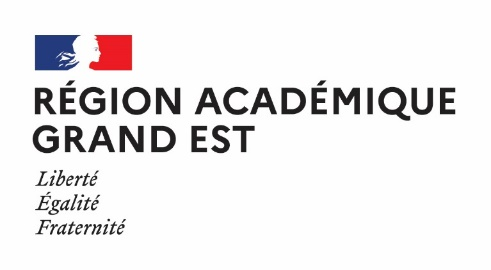 RÉGION ACADÉMIQUE
GRAND EST
Liberté
Égalité
Fraternité